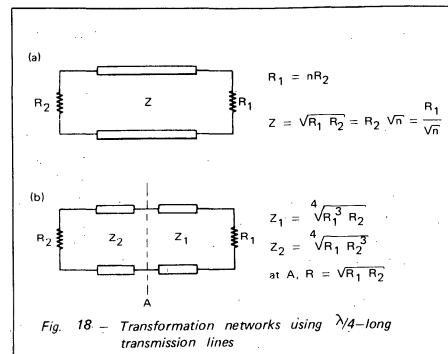 (a)
R₁ = nR₂
R₂
Z
R₁
Z = √R₁ R₂ = R₂ √n = R₁/√n
(b)
Z₁ = ⁴√R₁³ R₂
R₂
Z₂
Z₁
R₁
Z₂ = ⁴√R₁ R₂³
at A, R = √R₁ R₂
A
Fig. 18 – Transformation networks using λ/4-long
transmission lines